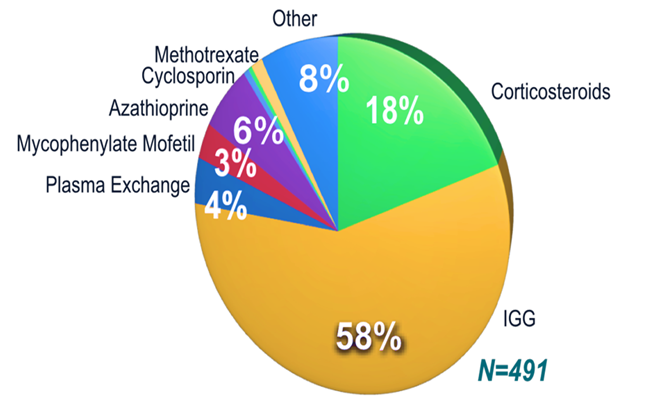 Other
Methotrexate
Cyclosporin
Azathioprine
Mycophenylate Mofetil
Plasma Exchange
Corticosteroids
IGG
8%
18%
6%
3%
4%
58%
N=491